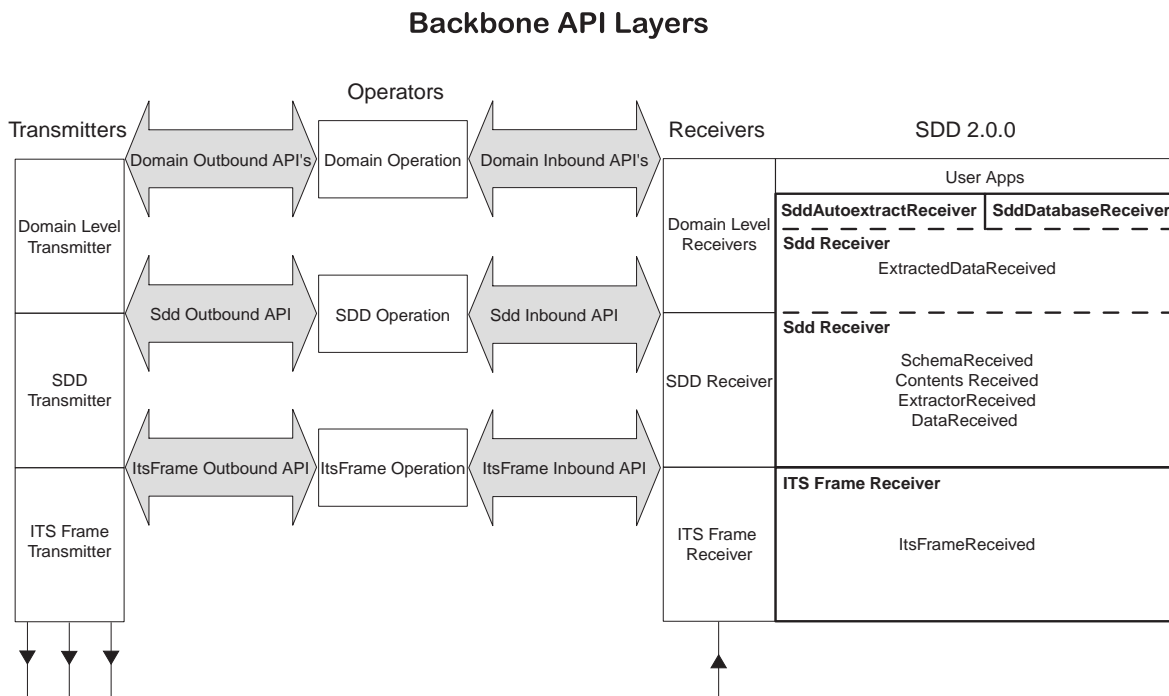 Backbone API Layers
Operators
Transmitters
Receivers
SDD 2.0.0
Domain Outbound API's
Domain Operation
Domain Inbound API's
User Apps
SddAutoextractReceiver
SddDatabaseReceiver
Domain Level
Transmitter
Domain Level
Receivers
Sdd Receiver
ExtractedDataReceived
Sdd Outbound API
SDD Operation
Sdd Inbound API
Sdd Receiver
SDD
Transmitter
SDD Receiver
SchemaReceived
Contents Received
ExtractorReceived
DataReceived
ItsFrame Outbound API
ItsFrame Operation
ItsFrame Inbound API
ITS Frame Receiver
ITS Frame
Transmitter
ITS Frame
Receiver
ItsFrameReceived